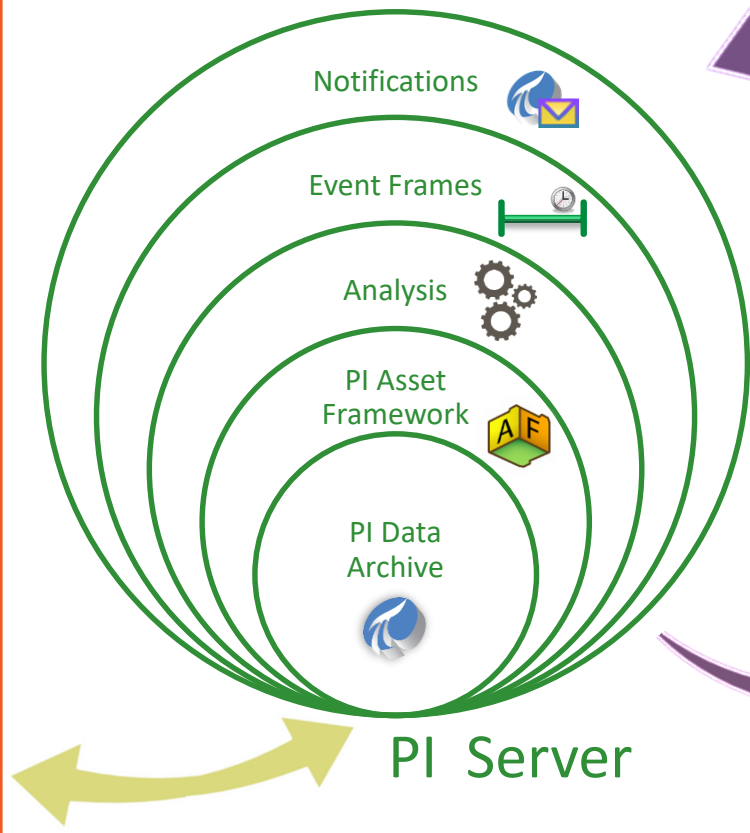 Notifications
Event Frames
Analysis
PI Asset
Framework
A F
PI Data
Archive
PI Server